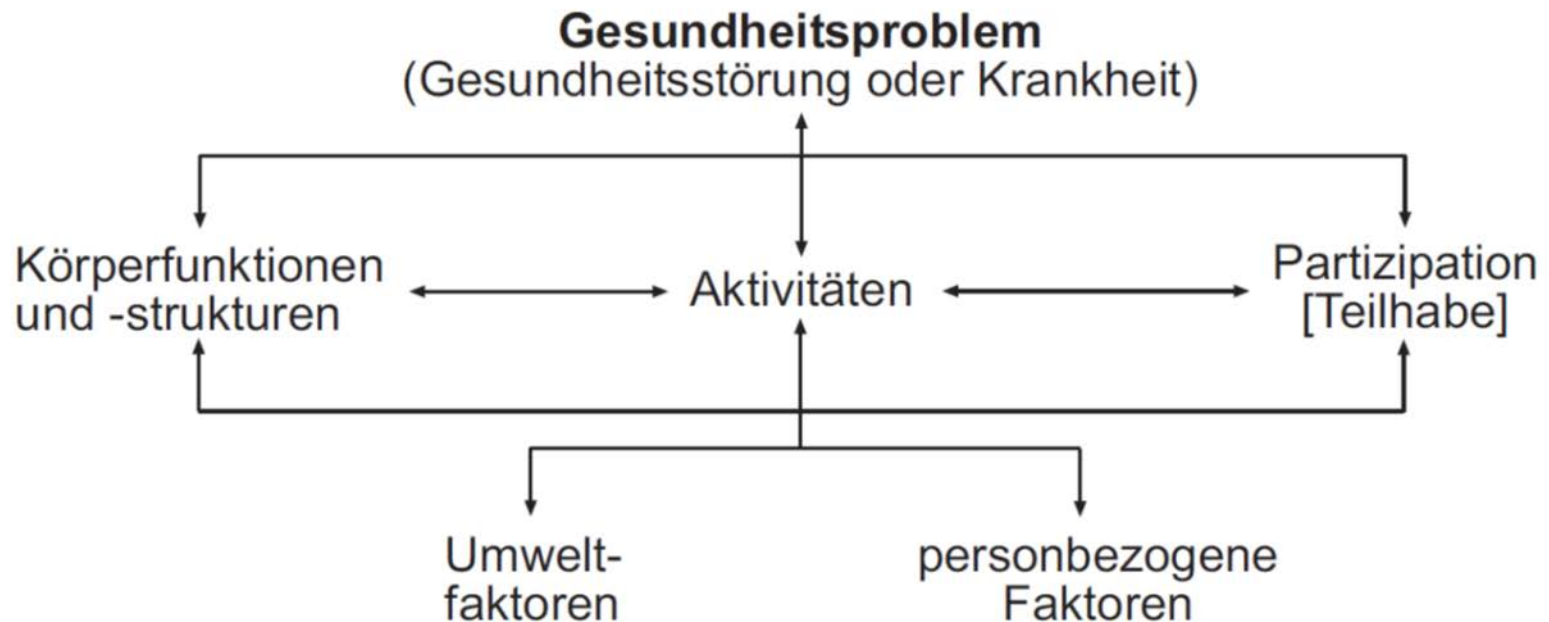 Gesundheitsproblem
(Gesundheitsstörung oder Krankheit)
Körperfunktionen
und -strukturen
Aktivitäten
Partizipation
[Teilhabe]
Umwelt-
faktoren
personbezogene
Faktoren